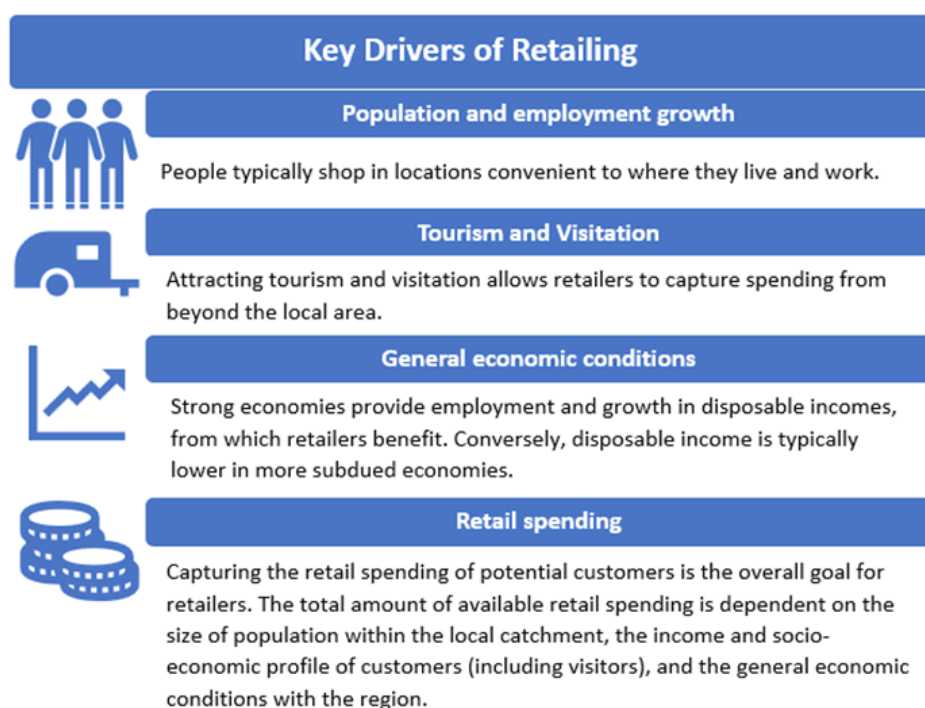 Key Drivers of Retailing
Population and employment growth
People typically shop in locations convenient to where they live and work.
Tourism and Visitation
Attracting tourism and visitation allows retailers to capture spending from
beyond the local area.
General economic conditions
Strong economies provide employment and growth in disposable incomes,
from which retailers benefit. Conversely, disposable income is typically
lower in more subdued economies.
Retail spending
Capturing the retail spending of potential customers is the overall goal for
retailers. The total amount of available retail spending is dependent on the
size of population within the local catchment, the income and socio-
economic profile of customers (including visitors), and the general economic
conditions with the region.